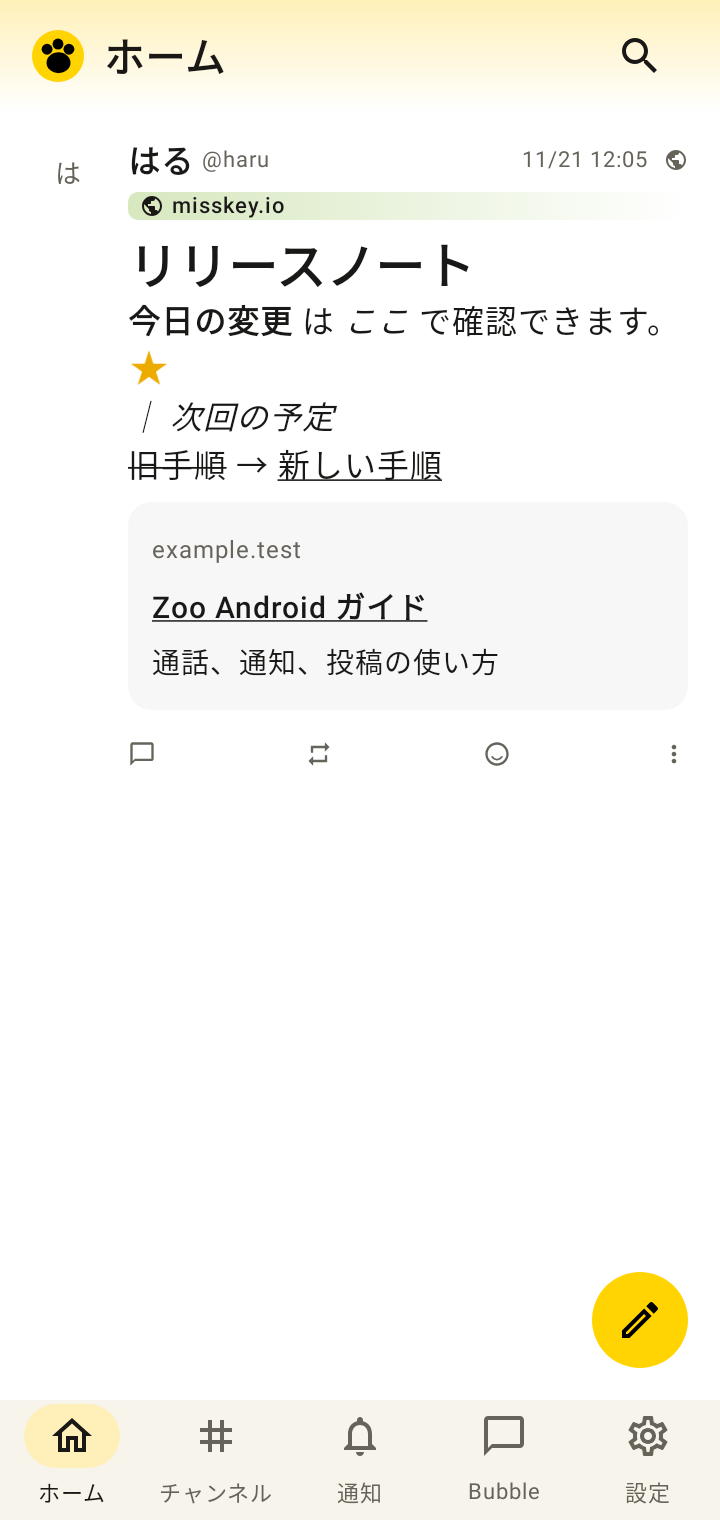 ホーム
は
はる @haru 11/21 12:05
misskey.io
リリースノート
今日の変更 は ここ で確認できます。
★
｜ 次回の予定
旧手順 → 新しい手順
example.test
Zoo Android ガイド
通話、通知、投稿の使い方
ホーム チャンネル 通知 Bubble 設定